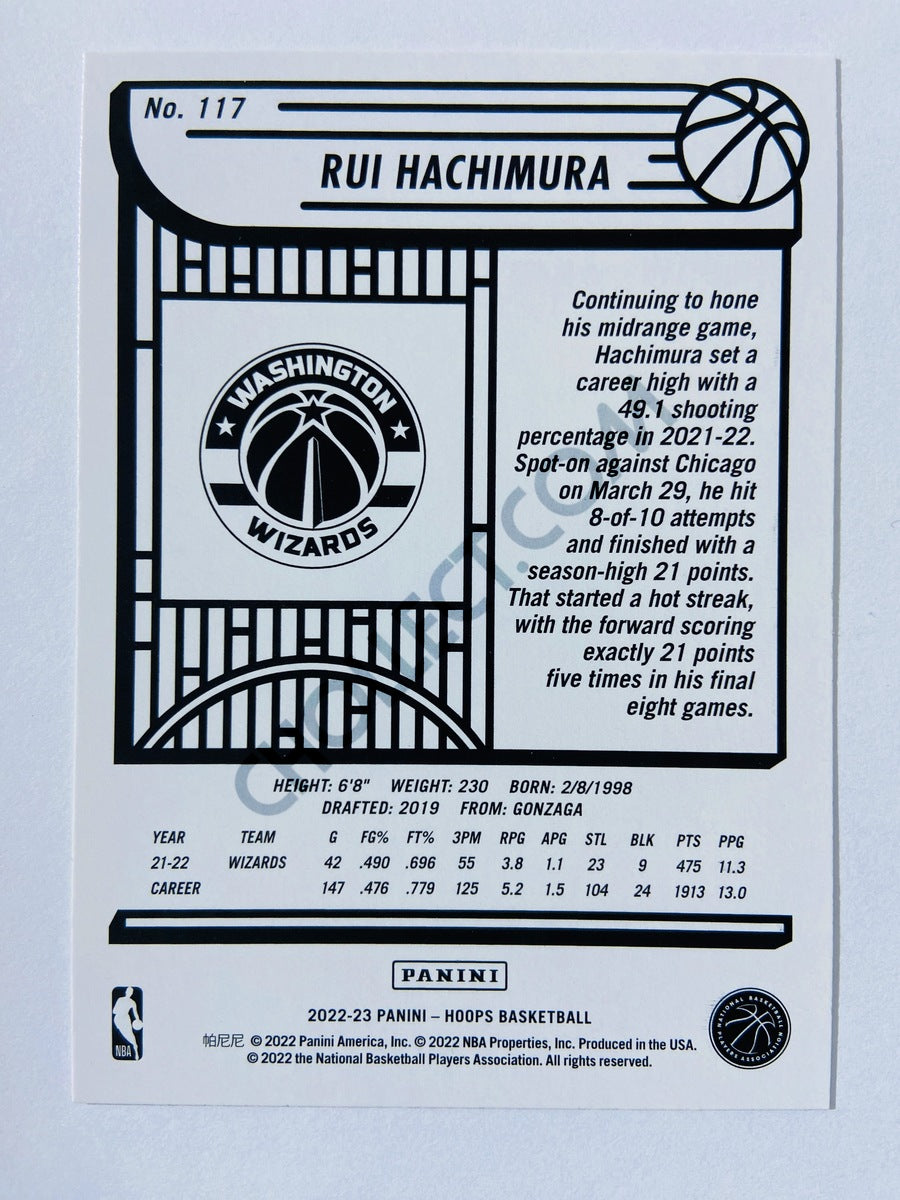 No. 117
RUI HACHIMURA
WASHINGTON
WIZARDS
Continuing to hone
his midrange game,
Hachimura set a
career high with a
49.1 shooting
percentage in 2021-22.
Spot-on against Chicago
on March 29, he hit
8-of-10 attempts
and finished with a
season-high 21 points.
That started a hot streak,
with the forward scoring
exactly 21 points
five times in his final
eight games.
CHOLLECT.COM
HEIGHT: 6'8" WEIGHT: 230 BORN: 2/8/1998
DRAFTED: 2019 FROM: GONZAGA
YEAR TEAM G FG% FT% 3PM RPG APG STL BLK PTS PPG
21-22 WIZARDS 42 .490 .696 55 3.8 1.1 23 9 475 11.3
CAREER 147 .476 .779 125 5.2 1.5 104 24 1913 13.0
PANINI
2022-23 PANINI – HOOPS BASKETBALL
帕尼尼 © 2022 Panini America, Inc. © 2022 NBA Properties, Inc. Produced in the USA.
© 2022 the National Basketball Players Association. All rights reserved.
NBA
NATIONAL BASKETBALL
PLAYERS ASSOCIATION